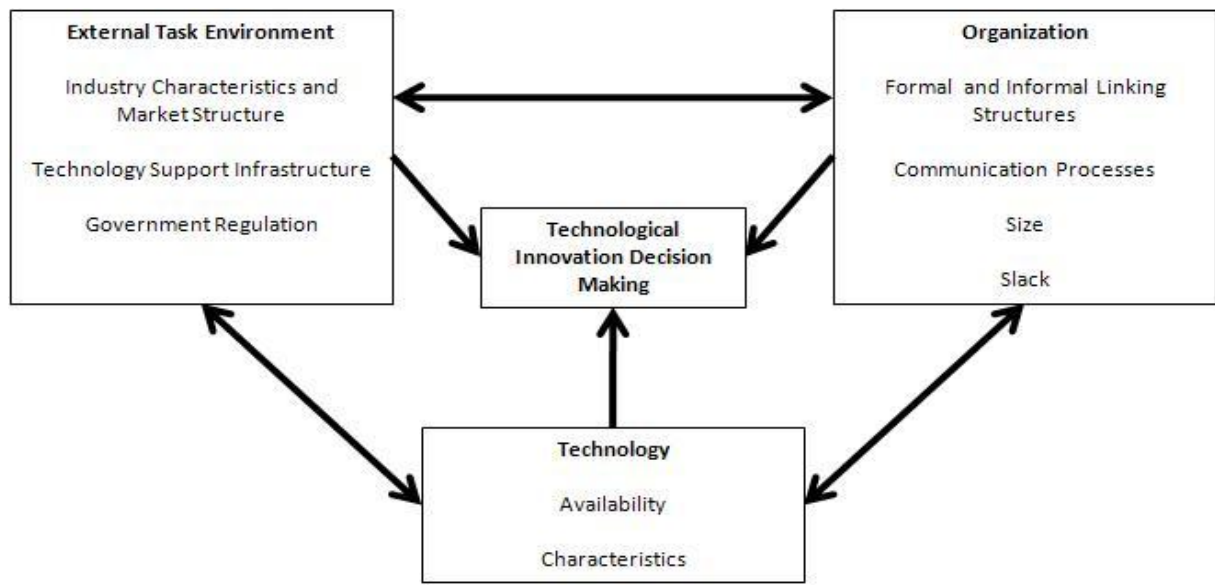 External Task Environment
Industry Characteristics and
Market Structure
Technology Support Infrastructure
Government Regulation
Organization
Formal and Informal Linking
Structures
Communication Processes
Size
Slack
Technological
Innovation Decision
Making
Technology
Availability
Characteristics